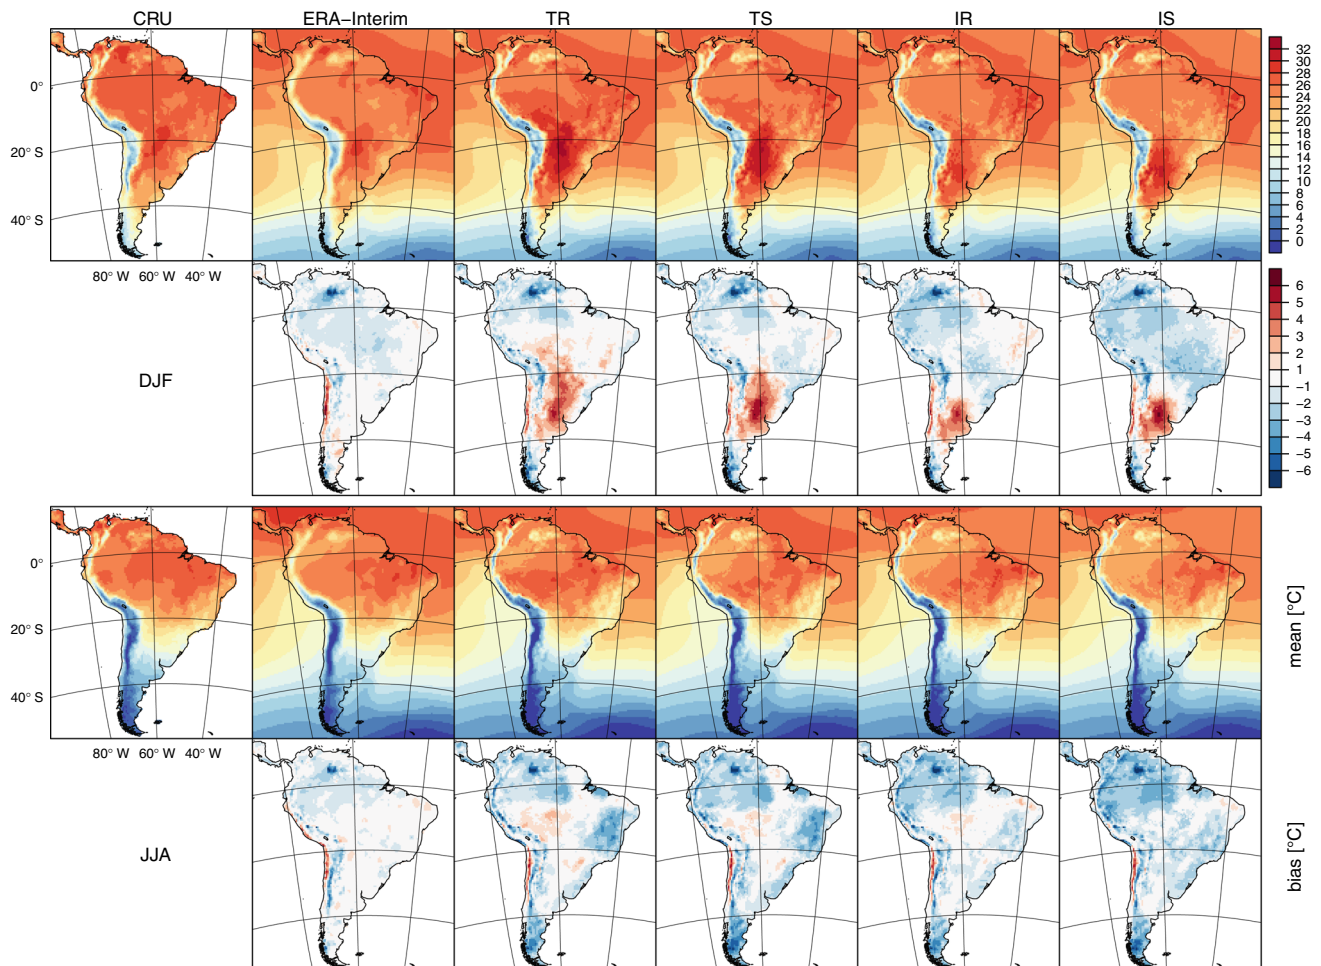 CRU ERA–Interim TR TS IR IS
0°
20° S
40° S
80° W 60° W 40° W
32
30
28
26
24
22
20
18
16
14
12
10
8
6
4
2
0
DJF
6
5
4
3
2
1
−1
−2
−3
−4
−5
−6
0°
20° S
40° S
80° W 60° W 40° W
mean [°C]
JJA
bias [°C]